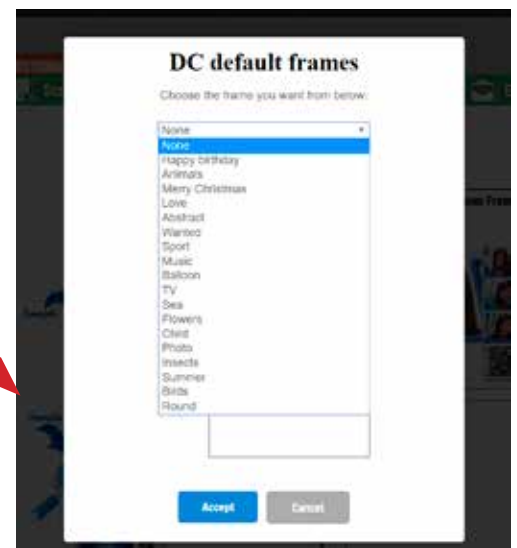 DC default frames
Choose the frame you want from below:
None
None
Happy birthday
Animals
Merry Christmas
Love
Abstract
Wanted
Sport
Music
Balloon
TV
Sea
Flowers
Child
Photo
Insects
Summer
Birds
Round
Accept
Cancel